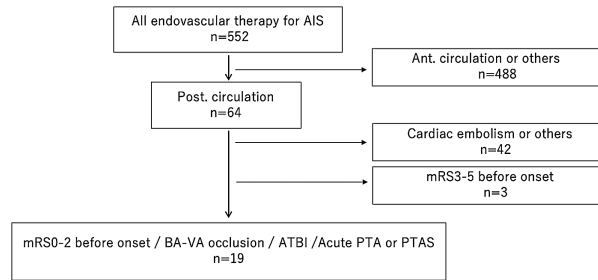 All endovascular therapy for AIS
n=552
Ant. circulation or others
n=488
Post. circulation
n=64
Cardiac embolism or others
n=42
mRS3-5 before onset
n=3
mRS0-2 before onset / BA-VA occlusion / ATBI /Acute PTA or PTAS
n=19